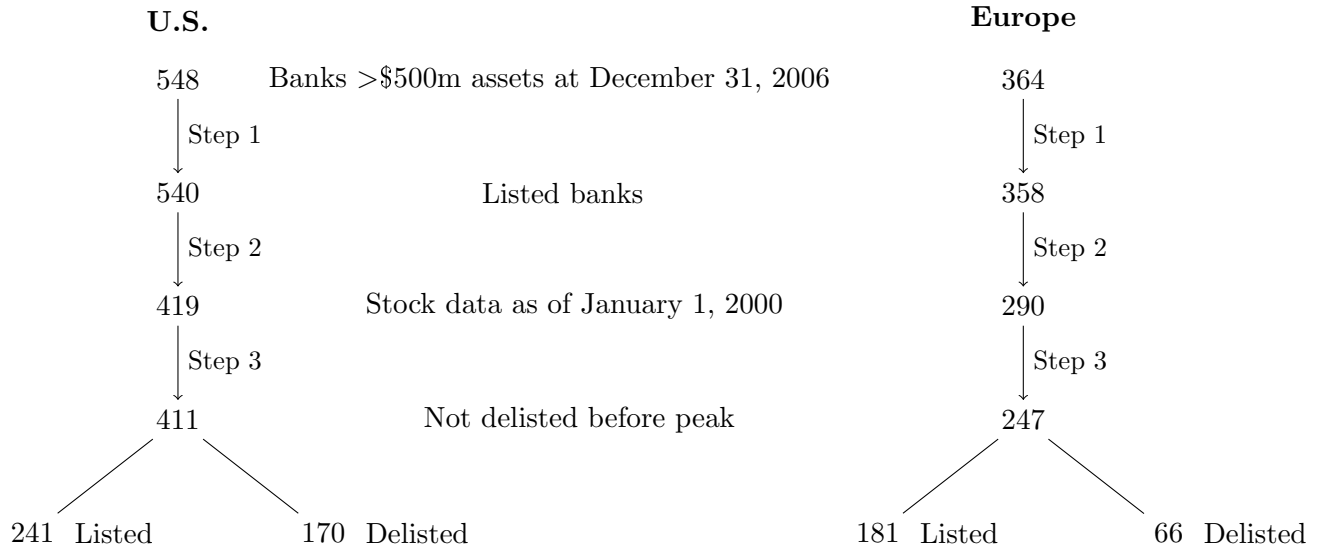 U.S. Europe
548 Banks >$500m assets at December 31, 2006 364
Step 1 Step 1
540 Listed banks 358
Step 2 Step 2
419 Stock data as of January 1, 2000 290
Step 3 Step 3
411 Not delisted before peak 247
241 Listed 170 Delisted 181 Listed 66 Delisted